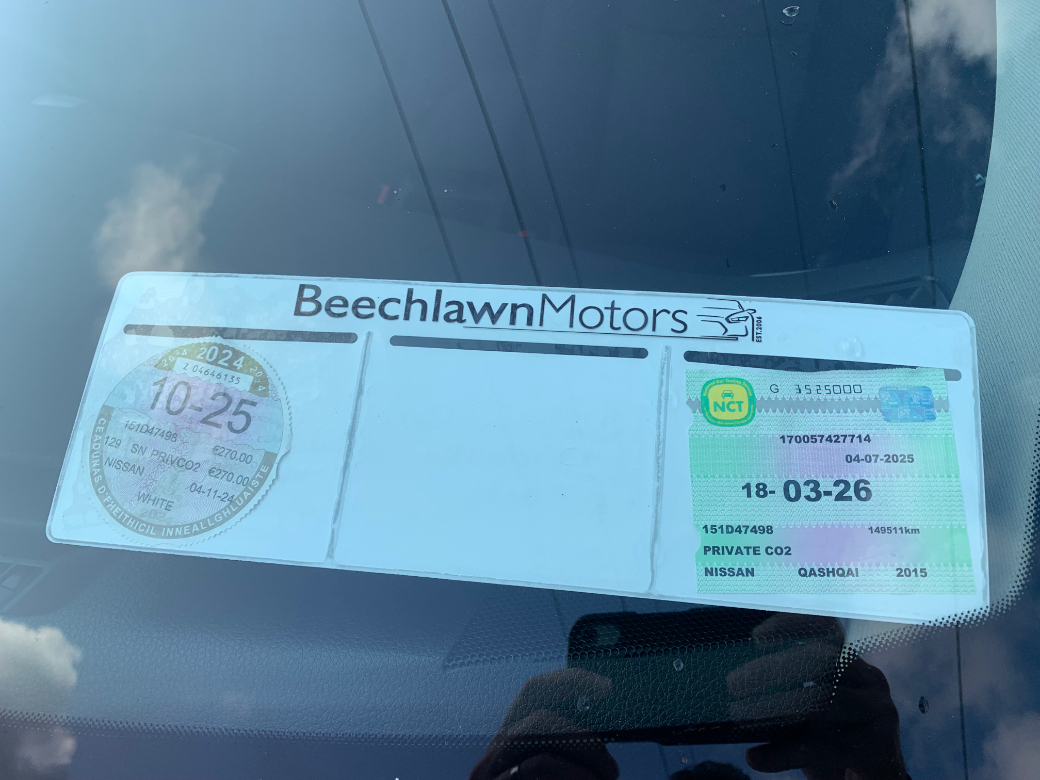 BeechlawnMotors
EST.2006
2024
Z 04646135
10-25
151D47498
129 SN PRIVCO2 €270.00
NISSAN €270.00
04-11-24
WHITE
CEADÚNAS D'FHEITHICIL INNEALLGHLUAISTE
NCT
G 3525000
170057427714
04-07-2025
18-03-26
151D47498 149511km
PRIVATE CO2
NISSAN QASHQAI 2015